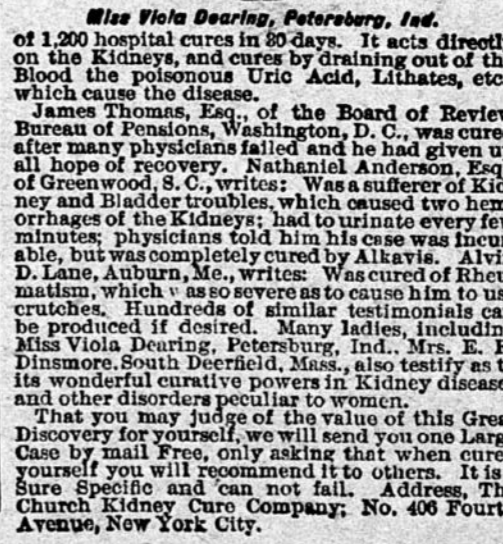 Miss Viola Dearing, Petersburg, Ind.
of 1,200 hospital cures in 30 days. It acts directl
on the Kidneys, and cures by draining out of th
Blood the poisonous Uric Acid, Lithates, etc
which cause the disease.
James Thomas, Esq., of the Board of Review
Bureau of Pensions, Washington, D. C., was cure
after many physicians failed and he had given u
all hope of recovery. Nathaniel Anderson, Esq
of Greenwood, S. C., writes: Was a sufferer of Kid
ney and Bladder troubles, which caused two hem
orrhages of the Kidneys; had to urinate every few
minutes; physicians told him his case was incur
able, but was completely cured by Alkavis. Alvi
D. Lane, Auburn, Me., writes: Was cured of Rheu
matism, which was so severe as to cause him to us
crutches. Hundreds of similar testimonials ca
be produced if desired. Many ladies, includin
Miss Viola Dearing, Petersburg, Ind., Mrs. E. R
Dinsmore, South Deerfield, Mass., also testify as t
its wonderful curative powers in Kidney disease
and other disorders peculiar to women.
That you may judge of the value of this Grea
Discovery for yourself, we will send you one Larg
Case by mail Free, only asking that when cure
yourself you will recommend it to others. It is
Sure Specific and can not fail. Address, Th
Church Kidney Cure Company; No. 406 Fourt
Avenue, New York City.